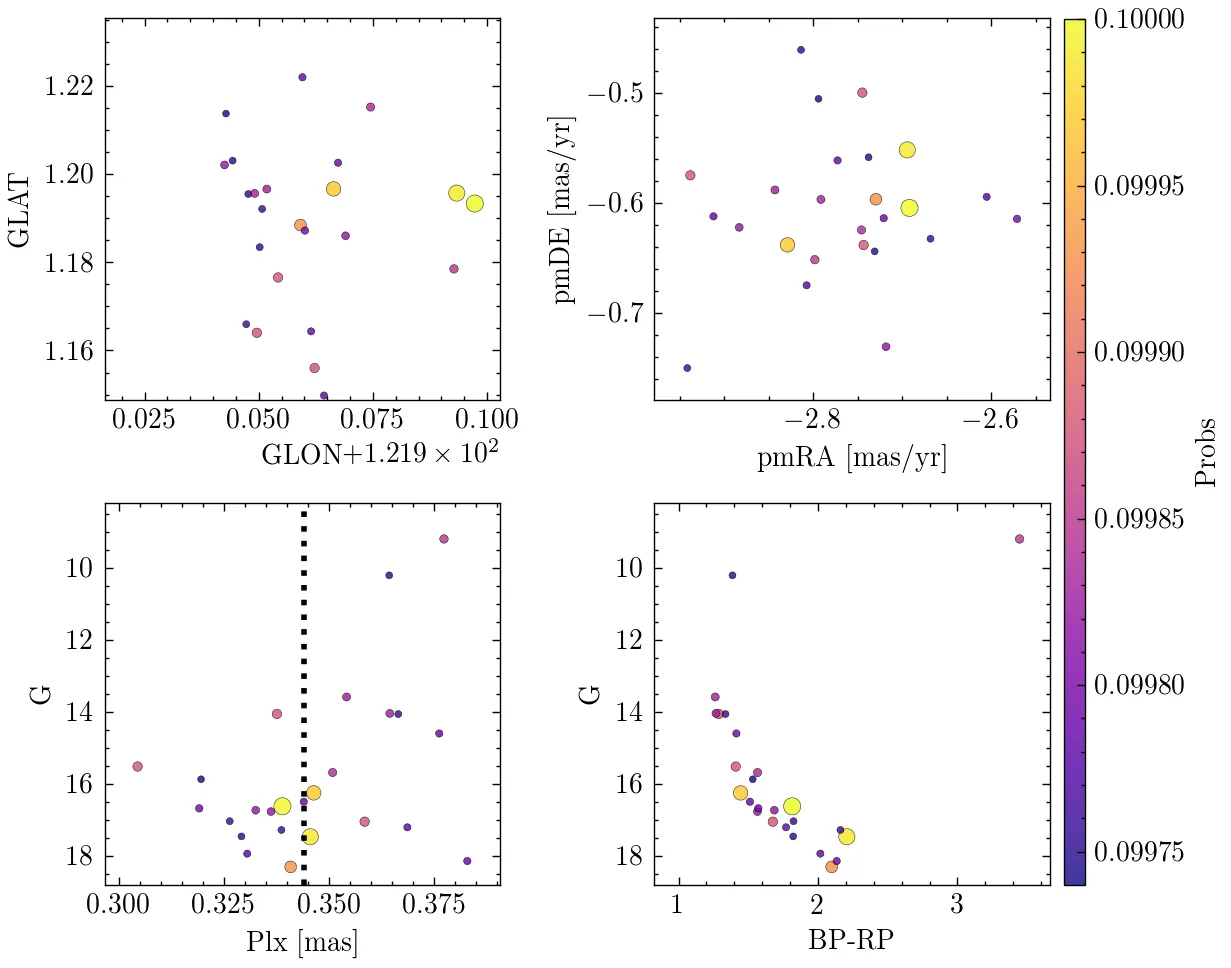 1.22
1.20
1.18
1.16
GLAT
0.025 0.050 0.075 0.100
GLON+1.219 × 10²
−0.5
−0.6
−0.7
pmDE [mas/yr]
−2.8 −2.6
pmRA [mas/yr]
10
12
14
16
18
G
0.300 0.325 0.350 0.375
Plx [mas]
10
12
14
16
18
G
1 2 3
BP-RP
0.10000
0.09995
0.09990
0.09985
0.09980
0.09975
Probs